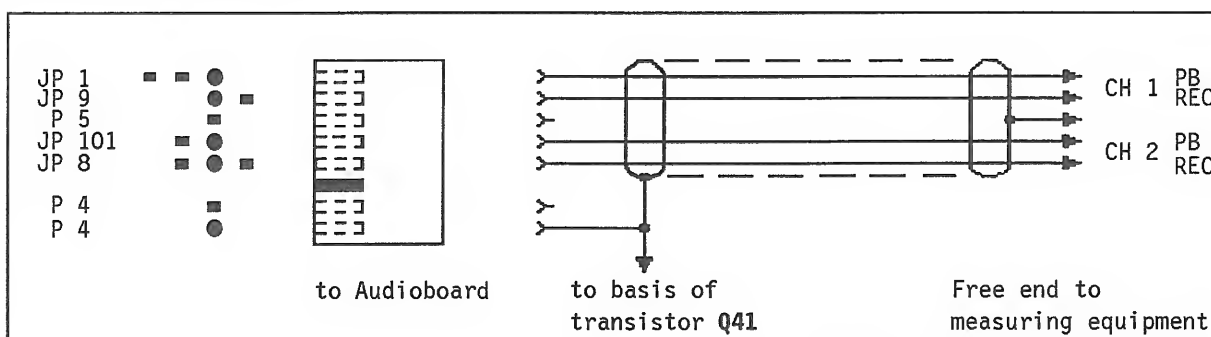 JP 1
JP 9
P 5
JP 101
JP 8
P 4
P 4
CH 1 PB
REC
CH 2 PB
REC
to Audioboard
to basis of
transistor Q41
Free end to
measuring equipment